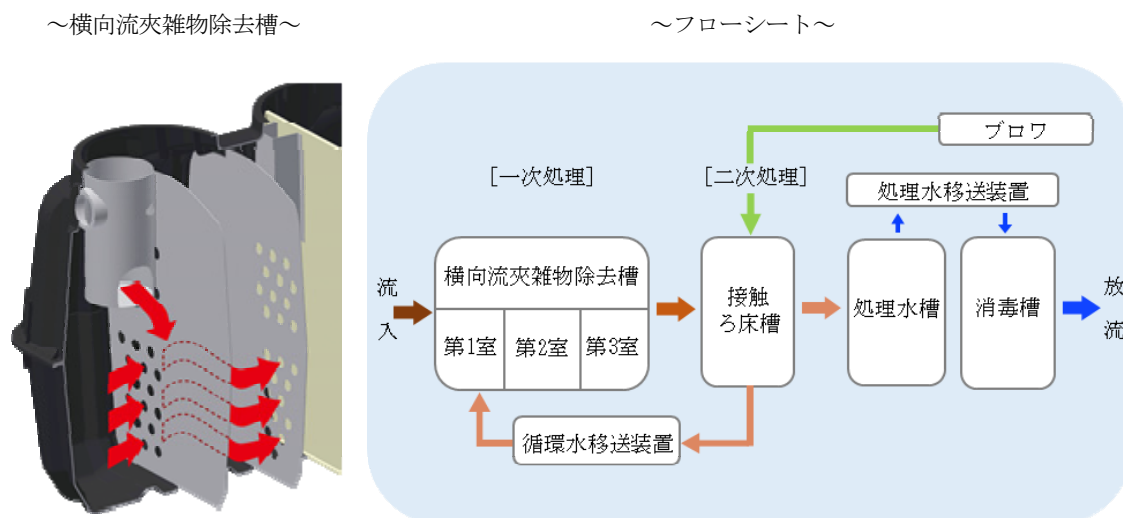 ～横向流夾雑物除去槽～
～フローシート～
ブロワ
[一次処理]
[二次処理]
処理水移送装置
横向流夾雑物除去槽
第1室
第2室
第3室
流
入
接触
ろ床槽
処理水槽
消毒槽
放
流
循環水移送装置